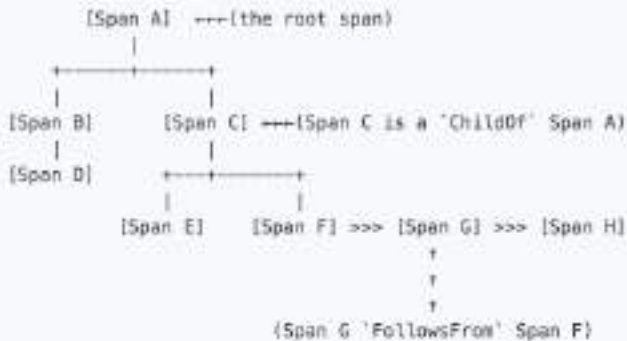 [Span A] ←←←(the root span)
|
+------+------+
| |
[Span B] [Span C] ←←←(Span C is a `ChildOf` Span A)
| |
[Span D] +---+-------+
| |
[Span E] [Span F] >>> [Span G] >>> [Span H]
↑
↑
↑
(Span G `FollowsFrom` Span F)